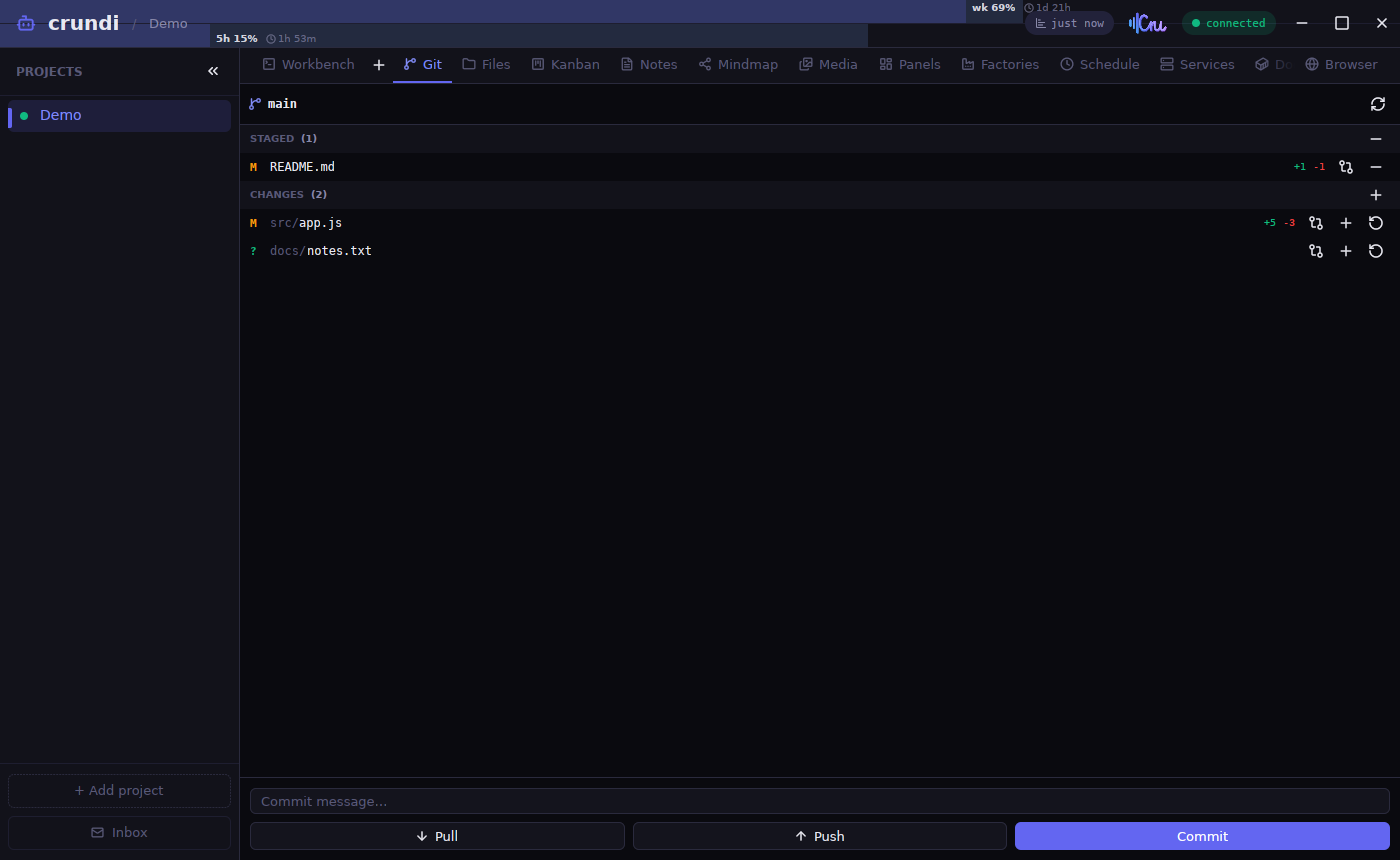 wk 69% 1d 21h
crundi / Demo
just now
Cru
connected
5h 15% 1h 53m
PROJECTS
Workbench
Git
Files
Kanban
Notes
Mindmap
Media
Panels
Factories
Schedule
Services
Do
Browser
Demo
main
STAGED (1)
M README.md +1 -1
CHANGES (2)
M src/app.js +5 -3
? docs/notes.txt
+ Add project
Inbox
Commit message...
Pull
Push
Commit